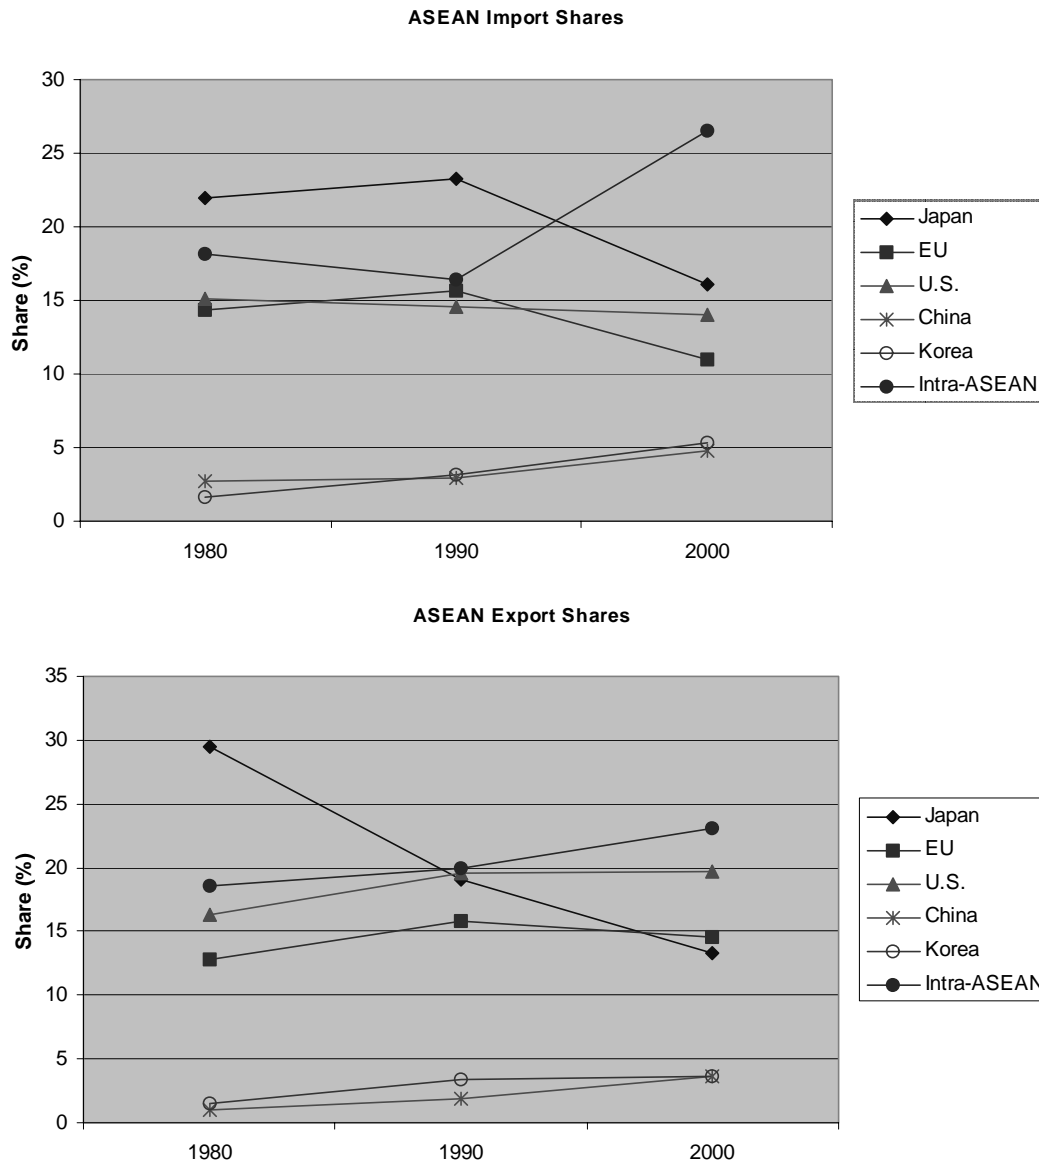 ASEAN Import Shares
30
25
20
15
10
5
0
Share (%)
1980 1990 2000
Japan
EU
U.S.
China
Korea
Intra-ASEAN
ASEAN Export Shares
35
30
25
20
15
10
5
0
Share (%)
1980 1990 2000
Japan
EU
U.S.
China
Korea
Intra-ASEAN